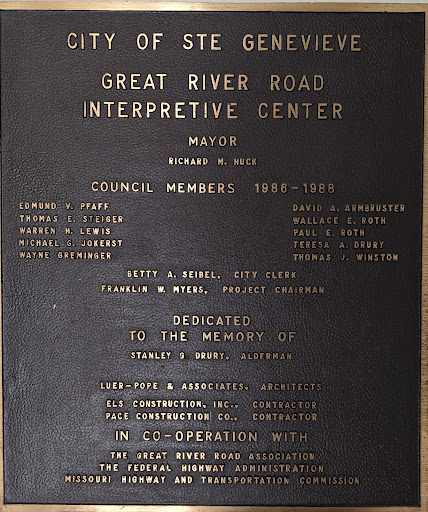 CITY OF STE GENEVIEVE
GREAT RIVER ROAD
INTERPRETIVE CENTER
MAYOR
RICHARD M. HUCK
COUNCIL MEMBERS 1986-1988
EDMUND V. PFAFF
THOMAS E. STEIGER
WARREN H. LEWIS
MICHAEL G. JOKERST
WAYNE GREMINGER
DAVID A. ARMBRUSTER
WALLACE E. ROTH
PAUL E. ROTH
TERESA A. DRURY
THOMAS J. WINSTON
BETTY A. SEIBEL, CITY CLERK
FRANKLIN W. MYERS, PROJECT CHAIRMAN
DEDICATED
TO THE MEMORY OF
STANLEY G DRURY, ALDERMAN
LUER-POPE & ASSOCIATES, ARCHITECTS
ELS CONSTRUCTION, INC., CONTRACTOR
PACE CONSTRUCTION CO., CONTRACTOR
IN CO-OPERATION WITH
THE GREAT RIVER ROAD ASSOCIATION
THE FEDERAL HIGHWAY ADMINISTRATION
MISSOURI HIGHWAY AND TRANSPORTATION COMMISSION